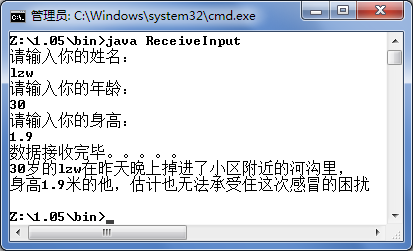 管理员: C:\Windows\system32\cmd.exe
Z:\1.05\bin>java ReceiveInput
请输入你的姓名:
lzw
请输入你的年龄:
30
请输入你的身高:
1.9
数据接收完毕。。。。。
30岁的lzw在昨天晚上掉进了小区附近的河沟里,
身高1.9米的他,估计也无法承受住这次感冒的困扰
Z:\1.05\bin>